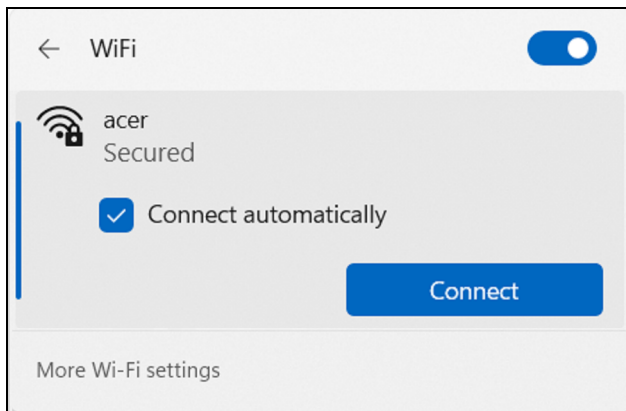 WiFi
acer
Secured
Connect automatically
Connect
More Wi-Fi settings